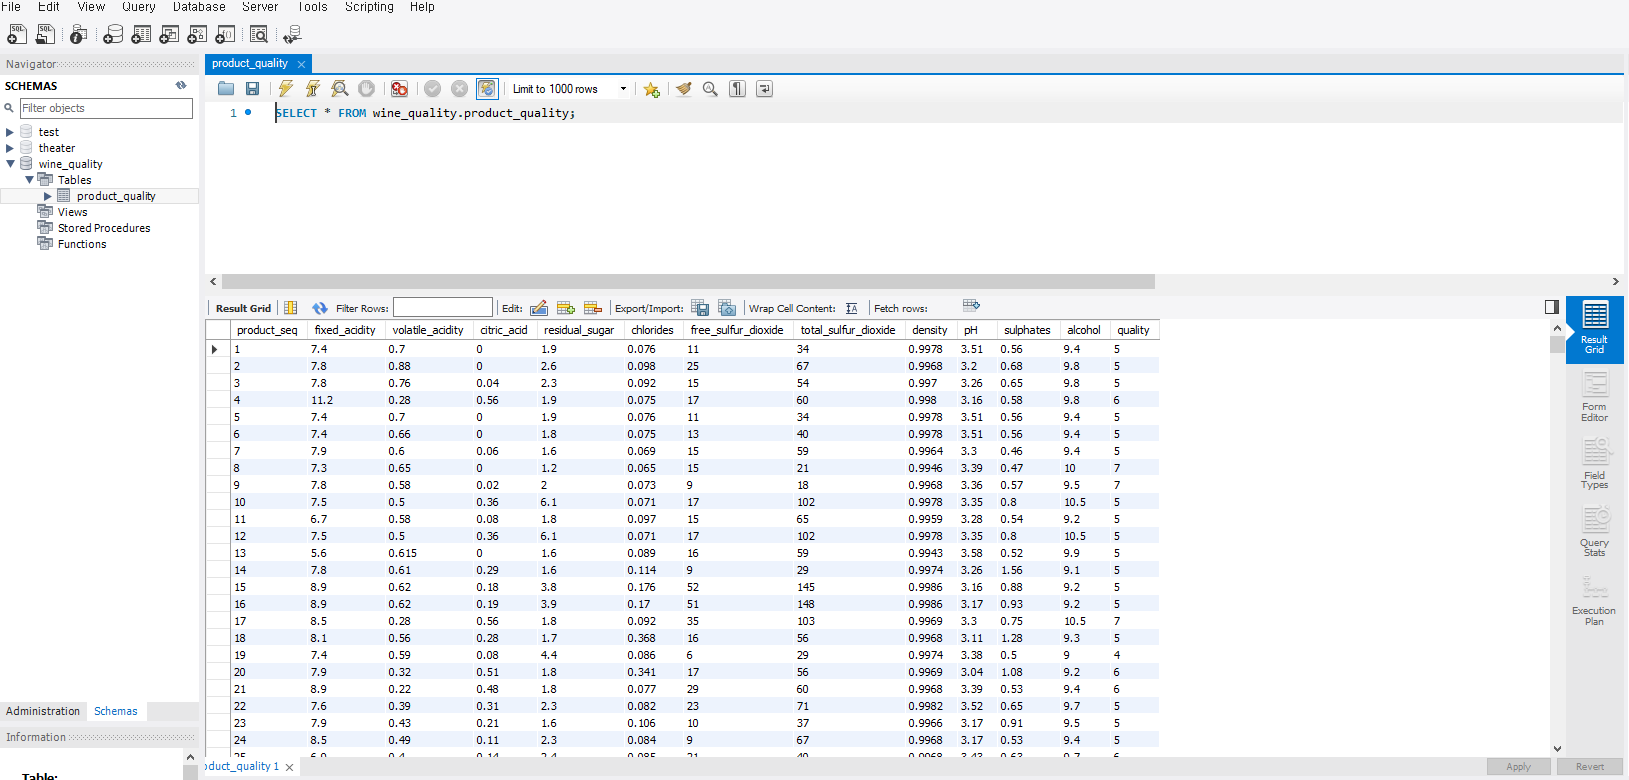 File Edit View Query Database Server Tools Scripting Help
Navigator
SCHEMAS
Filter objects
test
theater
wine_quality
Tables
product_quality
Views
Stored Procedures
Functions
Administration Schemas
Information
Table:
product_quality
Limit to 1000 rows
1 SELECT * FROM wine_quality.product_quality;
Result Grid Filter Rows: Edit: Export/Import: Wrap Cell Content: Fetch rows:
product_seq fixed_acidity volatile_acidity citric_acid residual_sugar chlorides free_sulfur_dioxide total_sulfur_dioxide density pH sulphates alcohol quality
1 7.4 0.7 0 1.9 0.076 11 34 0.9978 3.51 0.56 9.4 5
2 7.8 0.88 0 2.6 0.098 25 67 0.9968 3.2 0.68 9.8 5
3 7.8 0.76 0.04 2.3 0.092 15 54 0.997 3.26 0.65 9.8 5
4 11.2 0.28 0.56 1.9 0.075 17 60 0.998 3.16 0.58 9.8 6
5 7.4 0.7 0 1.9 0.076 11 34 0.9978 3.51 0.56 9.4 5
6 7.4 0.66 0 1.8 0.075 13 40 0.9978 3.51 0.56 9.4 5
7 7.9 0.6 0.06 1.6 0.069 15 59 0.9964 3.3 0.46 9.4 5
8 7.3 0.65 0 1.2 0.065 15 21 0.9946 3.39 0.47 10 7
9 7.8 0.58 0.02 2 0.073 9 18 0.9968 3.36 0.57 9.5 7
10 7.5 0.5 0.36 6.1 0.071 17 102 0.9978 3.35 0.8 10.5 5
11 6.7 0.58 0.08 1.8 0.097 15 65 0.9959 3.28 0.54 9.2 5
12 7.5 0.5 0.36 6.1 0.071 17 102 0.9978 3.35 0.8 10.5 5
13 5.6 0.615 0 1.6 0.089 16 59 0.9943 3.58 0.52 9.9 5
14 7.8 0.61 0.29 1.6 0.114 9 29 0.9974 3.26 1.56 9.1 5
15 8.9 0.62 0.18 3.8 0.176 52 145 0.9986 3.16 0.88 9.2 5
16 8.9 0.62 0.19 3.9 0.17 51 148 0.9986 3.17 0.93 9.2 5
17 8.5 0.28 0.56 1.8 0.092 35 103 0.9969 3.3 0.75 10.5 7
18 8.1 0.56 0.28 1.7 0.368 16 56 0.9968 3.11 1.28 9.3 5
19 7.4 0.59 0.08 4.4 0.086 6 29 0.9974 3.38 0.5 9 4
20 7.9 0.32 0.51 1.8 0.341 17 56 0.9969 3.04 1.08 9.2 6
21 8.9 0.22 0.48 1.8 0.077 29 60 0.9968 3.39 0.53 9.4 6
22 7.6 0.39 0.31 2.3 0.082 23 71 0.9982 3.52 0.65 9.7 5
23 7.9 0.43 0.21 1.6 0.106 10 37 0.9966 3.17 0.91 9.5 5
24 8.5 0.49 0.11 2.3 0.084 9 67 0.9968 3.17 0.53 9.4 5
duct_quality 1
Apply Revert
Result
Grid
Form
Editor
Field
Types
Query
Stats
Execution
Plan